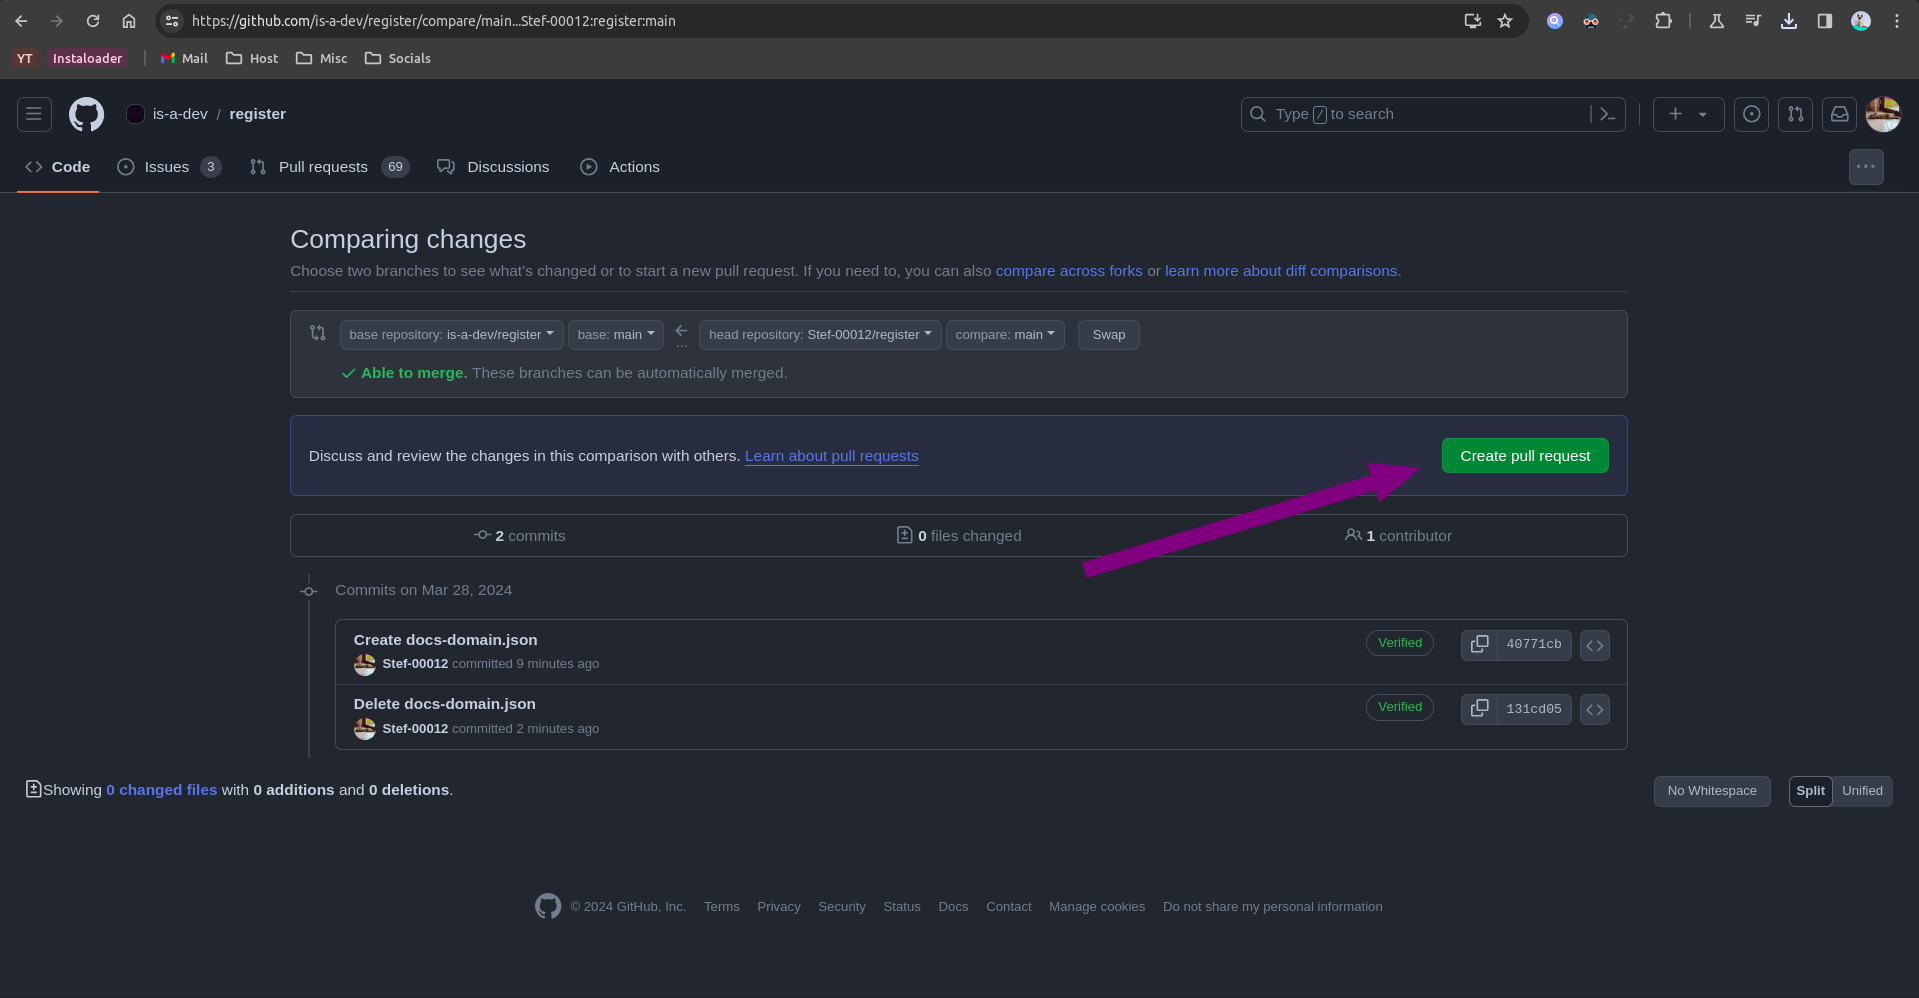 https://github.com/is-a-dev/register/compare/main...Stef-00012:register:main
YT Instaloader Mail Host Misc Socials
is-a-dev / register
Type / to search
Code Issues 3 Pull requests 69 Discussions Actions
Comparing changes
Choose two branches to see what's changed or to start a new pull request. If you need to, you can also compare across forks or learn more about diff comparisons.
base repository: is-a-dev/register base: main ... head repository: Stef-00012/register compare: main Swap
Able to merge. These branches can be automatically merged.
Discuss and review the changes in this comparison with others. Learn about pull requests
Create pull request
2 commits 0 files changed 1 contributor
Commits on Mar 28, 2024
Create docs-domain.json
Stef-00012 committed 9 minutes ago
Verified 40771cb
Delete docs-domain.json
Stef-00012 committed 2 minutes ago
Verified 131cd05
Showing 0 changed files with 0 additions and 0 deletions.
No Whitespace Split Unified
© 2024 GitHub, Inc. Terms Privacy Security Status Docs Contact Manage cookies Do not share my personal information